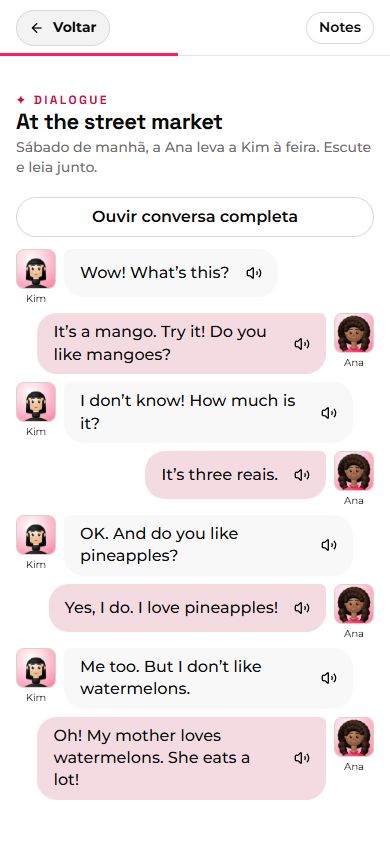 Voltar
Notes
DIALOGUE
At the street market
Sábado de manhã, a Ana leva a Kim à feira. Escute
e leia junto.
Ouvir conversa completa
Wow! What’s this?
Kim
It’s a mango. Try it! Do you
like mangoes?
Ana
I don’t know! How much is
it?
Kim
It’s three reais.
Ana
OK. And do you like
pineapples?
Kim
Yes, I do. I love pineapples!
Ana
Me too. But I don’t like
watermelons.
Kim
Oh! My mother loves
watermelons. She eats a
lot!
Ana